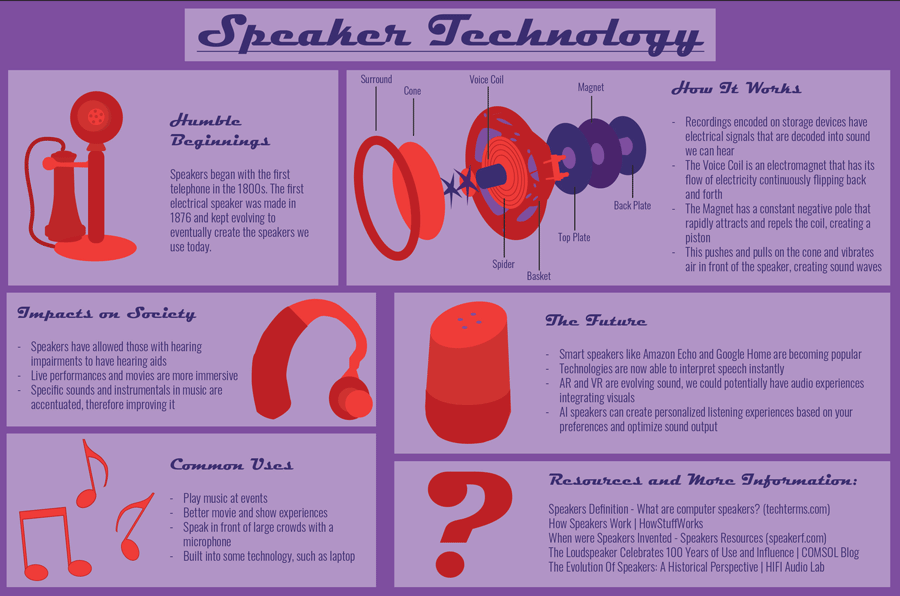 Speaker Technology
Humble
Beginnings
Speakers began with the first
telephone in the 1800s. The first
electrical speaker was made in
1876 and kept evolving to
eventually create the speakers we
use today.
Surround
Cone
Voice Coil
Magnet
Back Plate
Top Plate
Spider
Basket
How It Works
- Recordings encoded on storage devices have
electrical signals that are decoded into sound
we can hear
- The Voice Coil is an electromagnet that has its
flow of electricity continuously flipping back
and forth
- The Magnet has a constant negative pole that
rapidly attracts and repels the coil, creating a
piston
- This pushes and pulls on the cone and vibrates
air in front of the speaker, creating sound waves
Impacts on Society
- Speakers have allowed those with hearing
impairments to have hearing aids
- Live performances and movies are more immersive
- Specific sounds and instrumentals in music are
accentuated, therefore improving it
The Future
- Smart speakers like Amazon Echo and Google Home are becoming popular
- Technologies are now able to interpret speech instantly
- AR and VR are evolving sound, we could potentially have audio experiences
integrating visuals
- AI speakers can create personalized listening experiences based on your
preferences and optimize sound output
Common Uses
- Play music at events
- Better movie and show experiences
- Speak in front of large crowds with a
microphone
- Built into some technology, such as laptop
?
Resources and More Information:
Speakers Definition - What are computer speakers? (techterms.com)
How Speakers Work | HowStuffWorks
When were Speakers Invented - Speakers Resources (speakerf.com)
The Loudspeaker Celebrates 100 Years of Use and Influence | COMSOL Blog
The Evolution Of Speakers: A Historical Perspective | HIFI Audio Lab